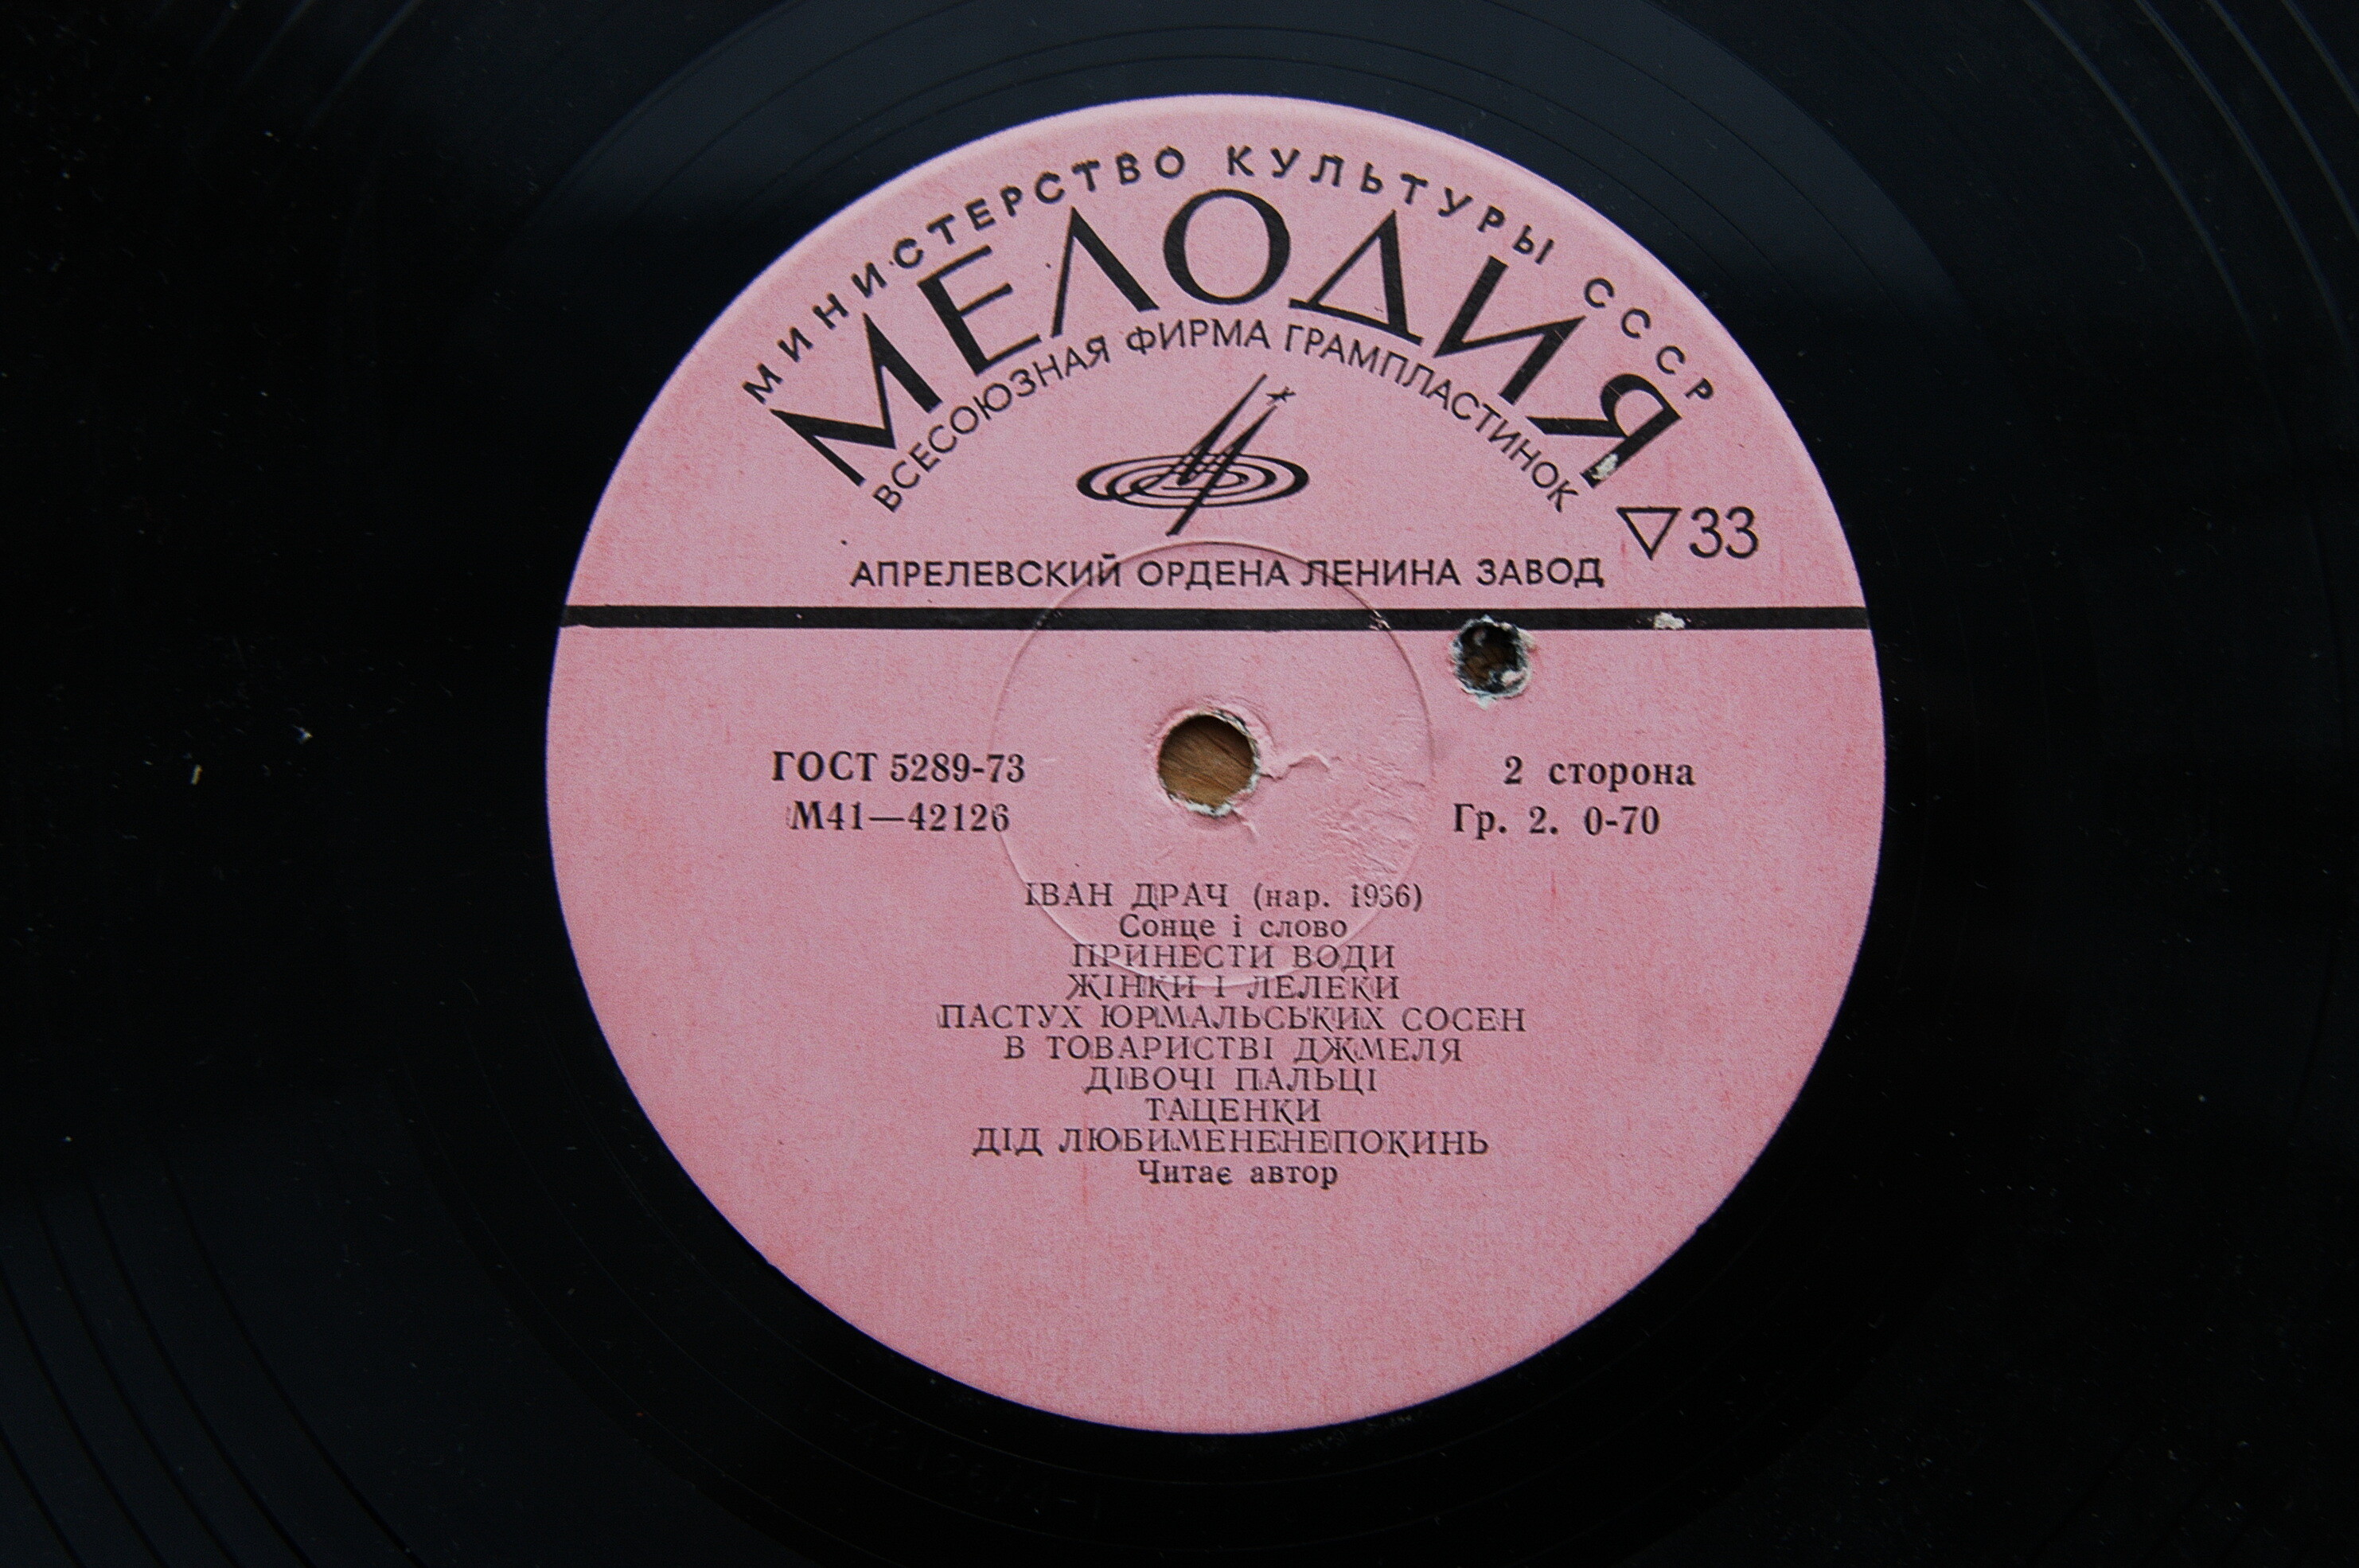 МИНИСТЕРСТВО КУЛЬТУРЫ СССР
МЕЛОДИЯ
ВСЕСОЮЗНАЯ ФИРМА ГРАМПЛАСТИНОК
▽33
АПРЕЛЕВСКИЙ ОРДЕНА ЛЕНИНА ЗАВОД
ГОСТ 5289-73
2 сторона
М41—42126
Гр. 2. 0-70
ІВАН ДРАЧ (нар. 1936)
Сонце і слово
ПРИНЕСТИ ВОДИ
ЖІНКИ І ЛЕЛЕКИ
ПАСТУХ ЮРМАЛЬСЬКИХ СОСЕН
В ТОВАРИСТВІ ДЖМЕЛЯ
ДІВОЧІ ПАЛЬЦІ
ТАЦЕНКИ
ДІД ЛЮБИМЕНЕНЕПОКИНЬ
Читає автор